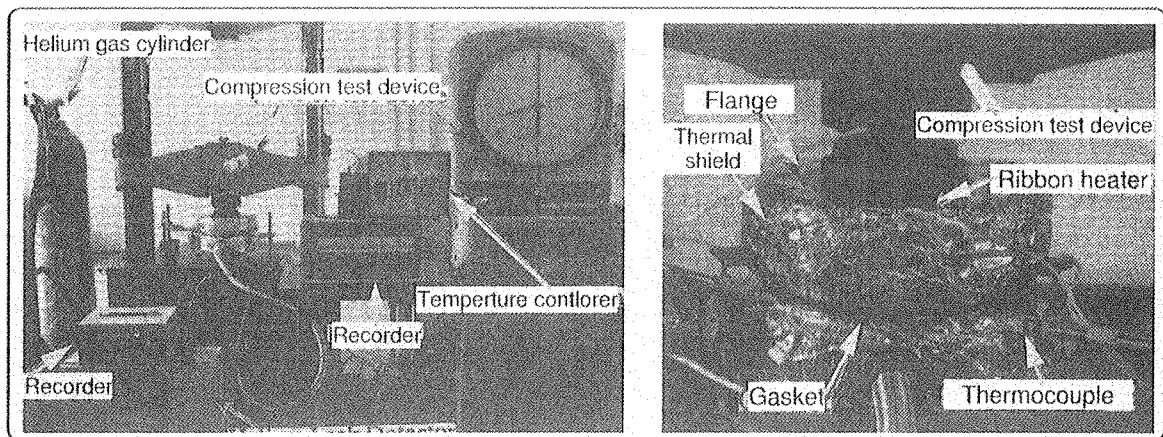 Helium gas cylinder
Compression test device
Temperture contlorer
Recorder
Recorder
Flange
Thermal
shield
Compression test device
Ribbon heater
Gasket
Thermocouple